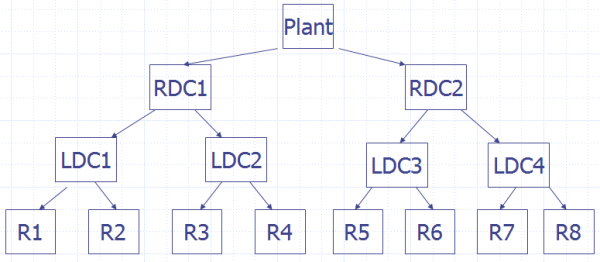 Plant
RDC1 RDC2
LDC1 LDC2 LDC3 LDC4
R1 R2 R3 R4 R5 R6 R7 R8